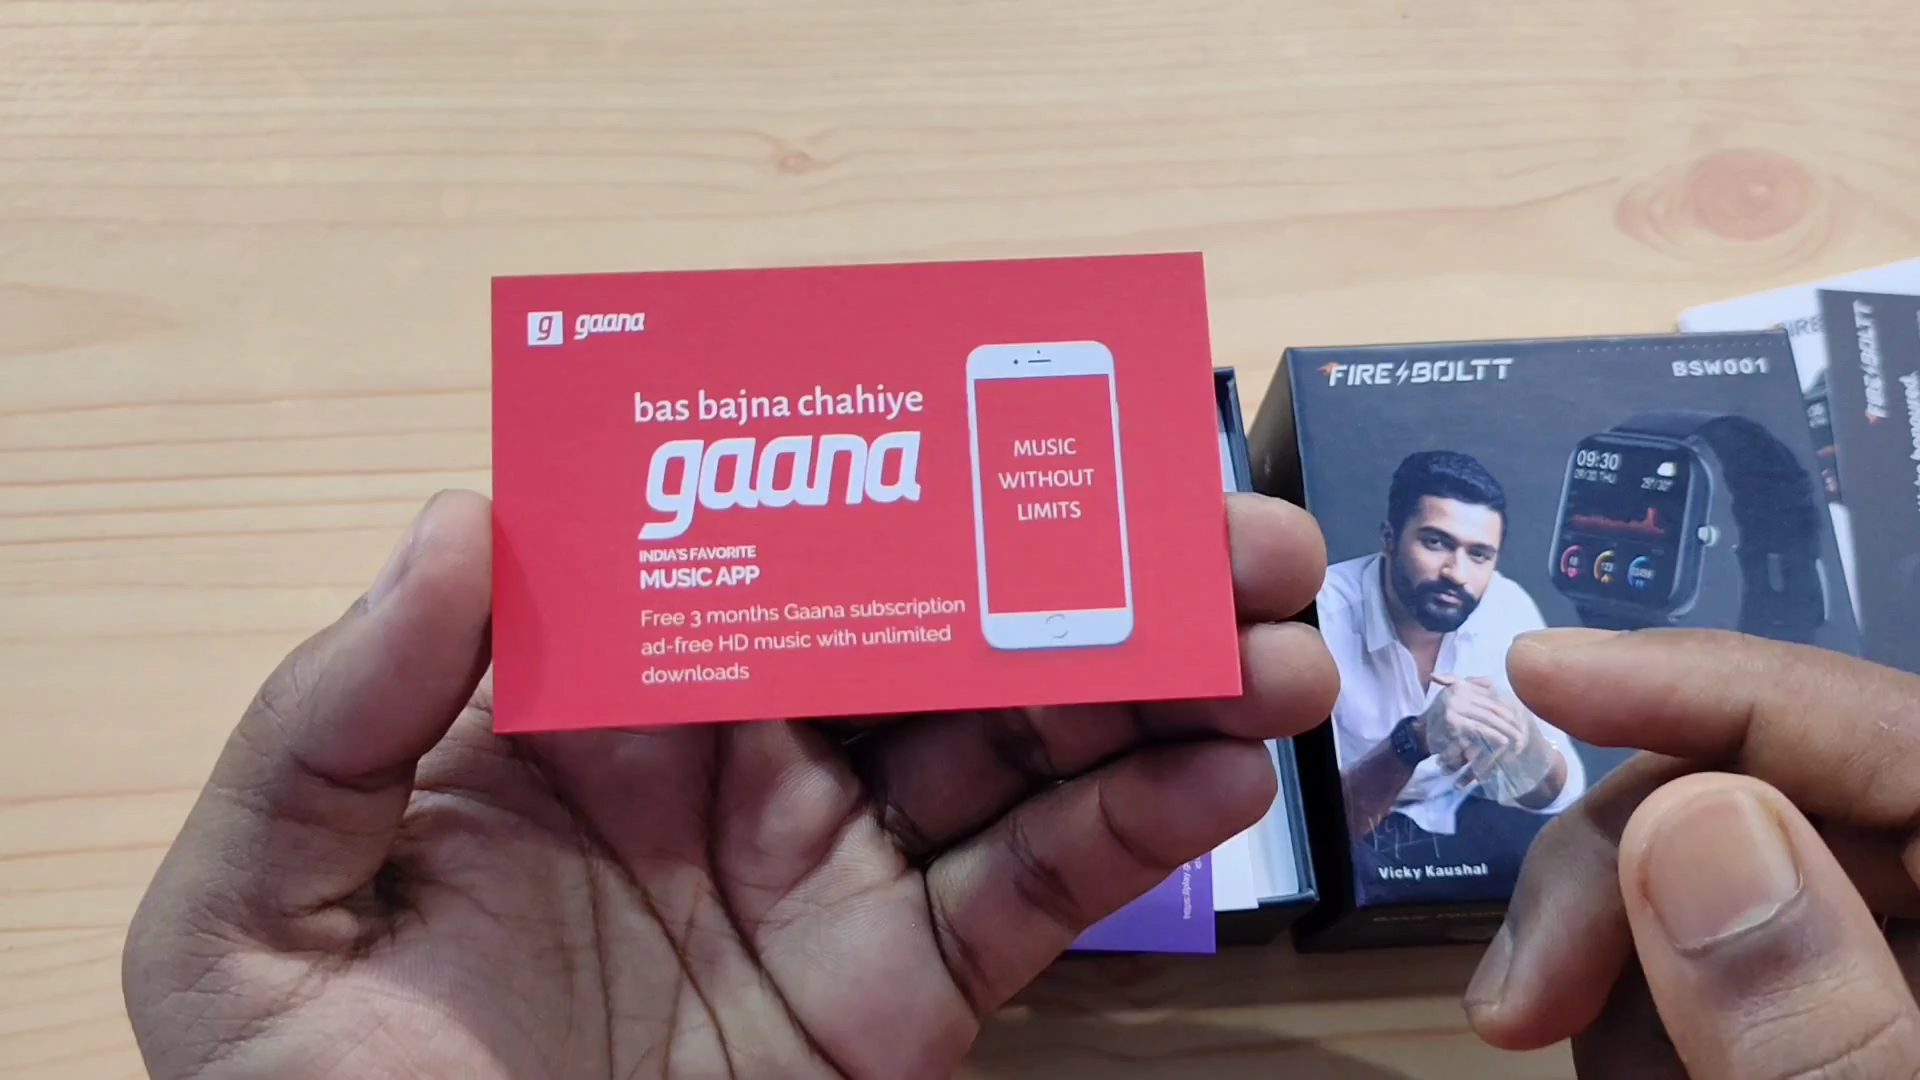 g gaana
bas bajna chahiye
gaana
INDIA'S FAVORITE
MUSIC APP
Free 3 months Gaana subscription
ad-free HD music with unlimited
downloads
MUSIC
WITHOUT
LIMITS
FIRE BOLTT
BSW001
09:30
Vicky Kaushal
FIRE BOLTT